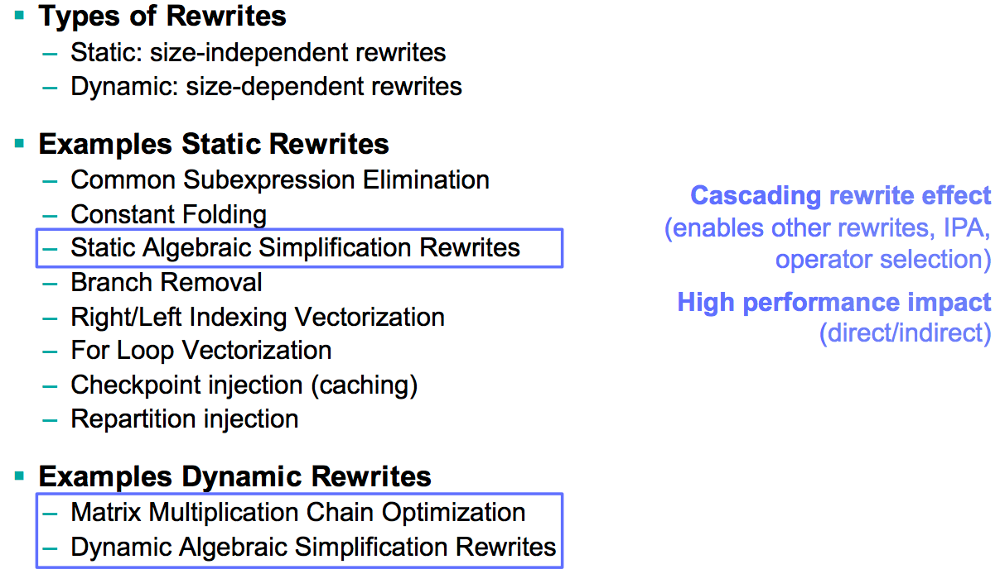 Types of Rewrites
– Static: size-independent rewrites
– Dynamic: size-dependent rewrites
Examples Static Rewrites
– Common Subexpression Elimination
– Constant Folding
– Static Algebraic Simplification Rewrites
– Branch Removal
– Right/Left Indexing Vectorization
– For Loop Vectorization
– Checkpoint injection (caching)
– Repartition injection
Cascading rewrite effect
(enables other rewrites, IPA,
operator selection)
High performance impact
(direct/indirect)
Examples Dynamic Rewrites
– Matrix Multiplication Chain Optimization
– Dynamic Algebraic Simplification Rewrites